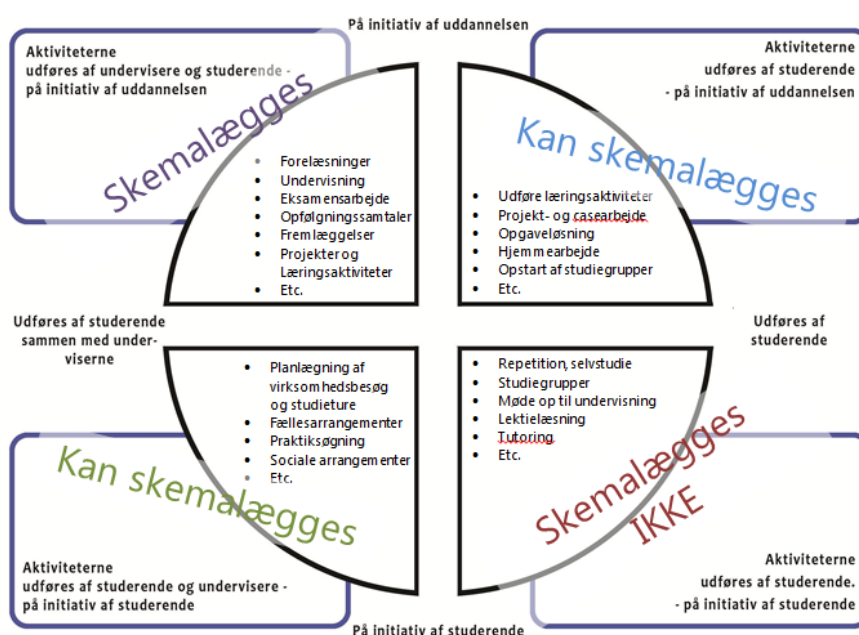 På initiativ af uddannelsen
Aktiviteterne
udføres af undervisere og studerende -
på initiativ af uddannelsen
Aktiviteterne
udføres af studerende
- på initiativ af uddannelsen
Skemalægges
Kan skemalægges
• Forelæsninger
• Undervisning
• Eksamensarbejde
• Opfølgningssamtaler
• Fremlæggelser
• Projekter og
Læringsaktiviteter
• Etc.
• Udføre læringsaktiviteter
• Projekt- og casearbejde
• Opgaveløsning
• Hjemmearbejde
• Opstart af studiegrupper
• Etc.
Udføres af studerende
sammen med under-
viserne
Udføres af
studerende
• Planlægning af
virksomhedsbesøg
og studieture
• Fællesarrangementer
• Praktiksøgning
• Sociale arrangementer
• Etc.
• Repetition, selvstudie
• Studiegrupper
• Møde op til undervisning
• Lektielæsning
• Tutoring
• Etc.
Kan skemalægges
Skemalægges
IKKE
Aktiviteterne
udføres af studerende og undervisere -
på initiativ af studerende
Aktiviteterne
udføres af studerende.
- på initiativ af studerende
På initiativ af studerende